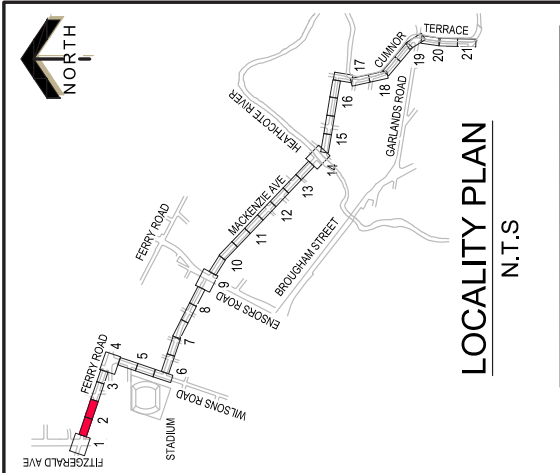 NORTH
TERRACE
CUMNOR
21
20
19
18
17
16
15
14
13
12
11
10
9
8
7
6
5
4
3
2
1
GARLANDS ROAD
HEATHCOTE RIVER
MACKENZIE AVE
BROUGHAM STREET
FERRY ROAD
ENSORS ROAD
FERRY ROAD
WILSONS ROAD
STADIUM
FITZGERALD AVE
LOCALITY PLAN
N.T.S